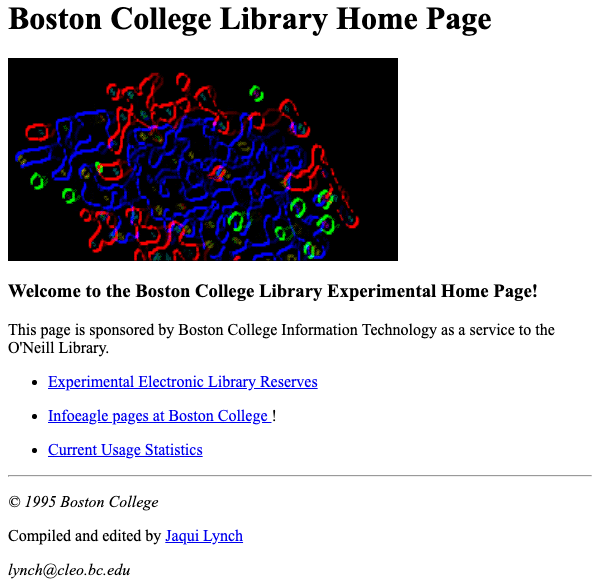 Boston College Library Home Page
Welcome to the Boston College Library Experimental Home Page!
This page is sponsored by Boston College Information Technology as a service to the
O'Neill Library.
Experimental Electronic Library Reserves
Infoeagle pages at Boston College !
Current Usage Statistics
© 1995 Boston College
Compiled and edited by Jaqui Lynch
lynch@cleo.bc.edu